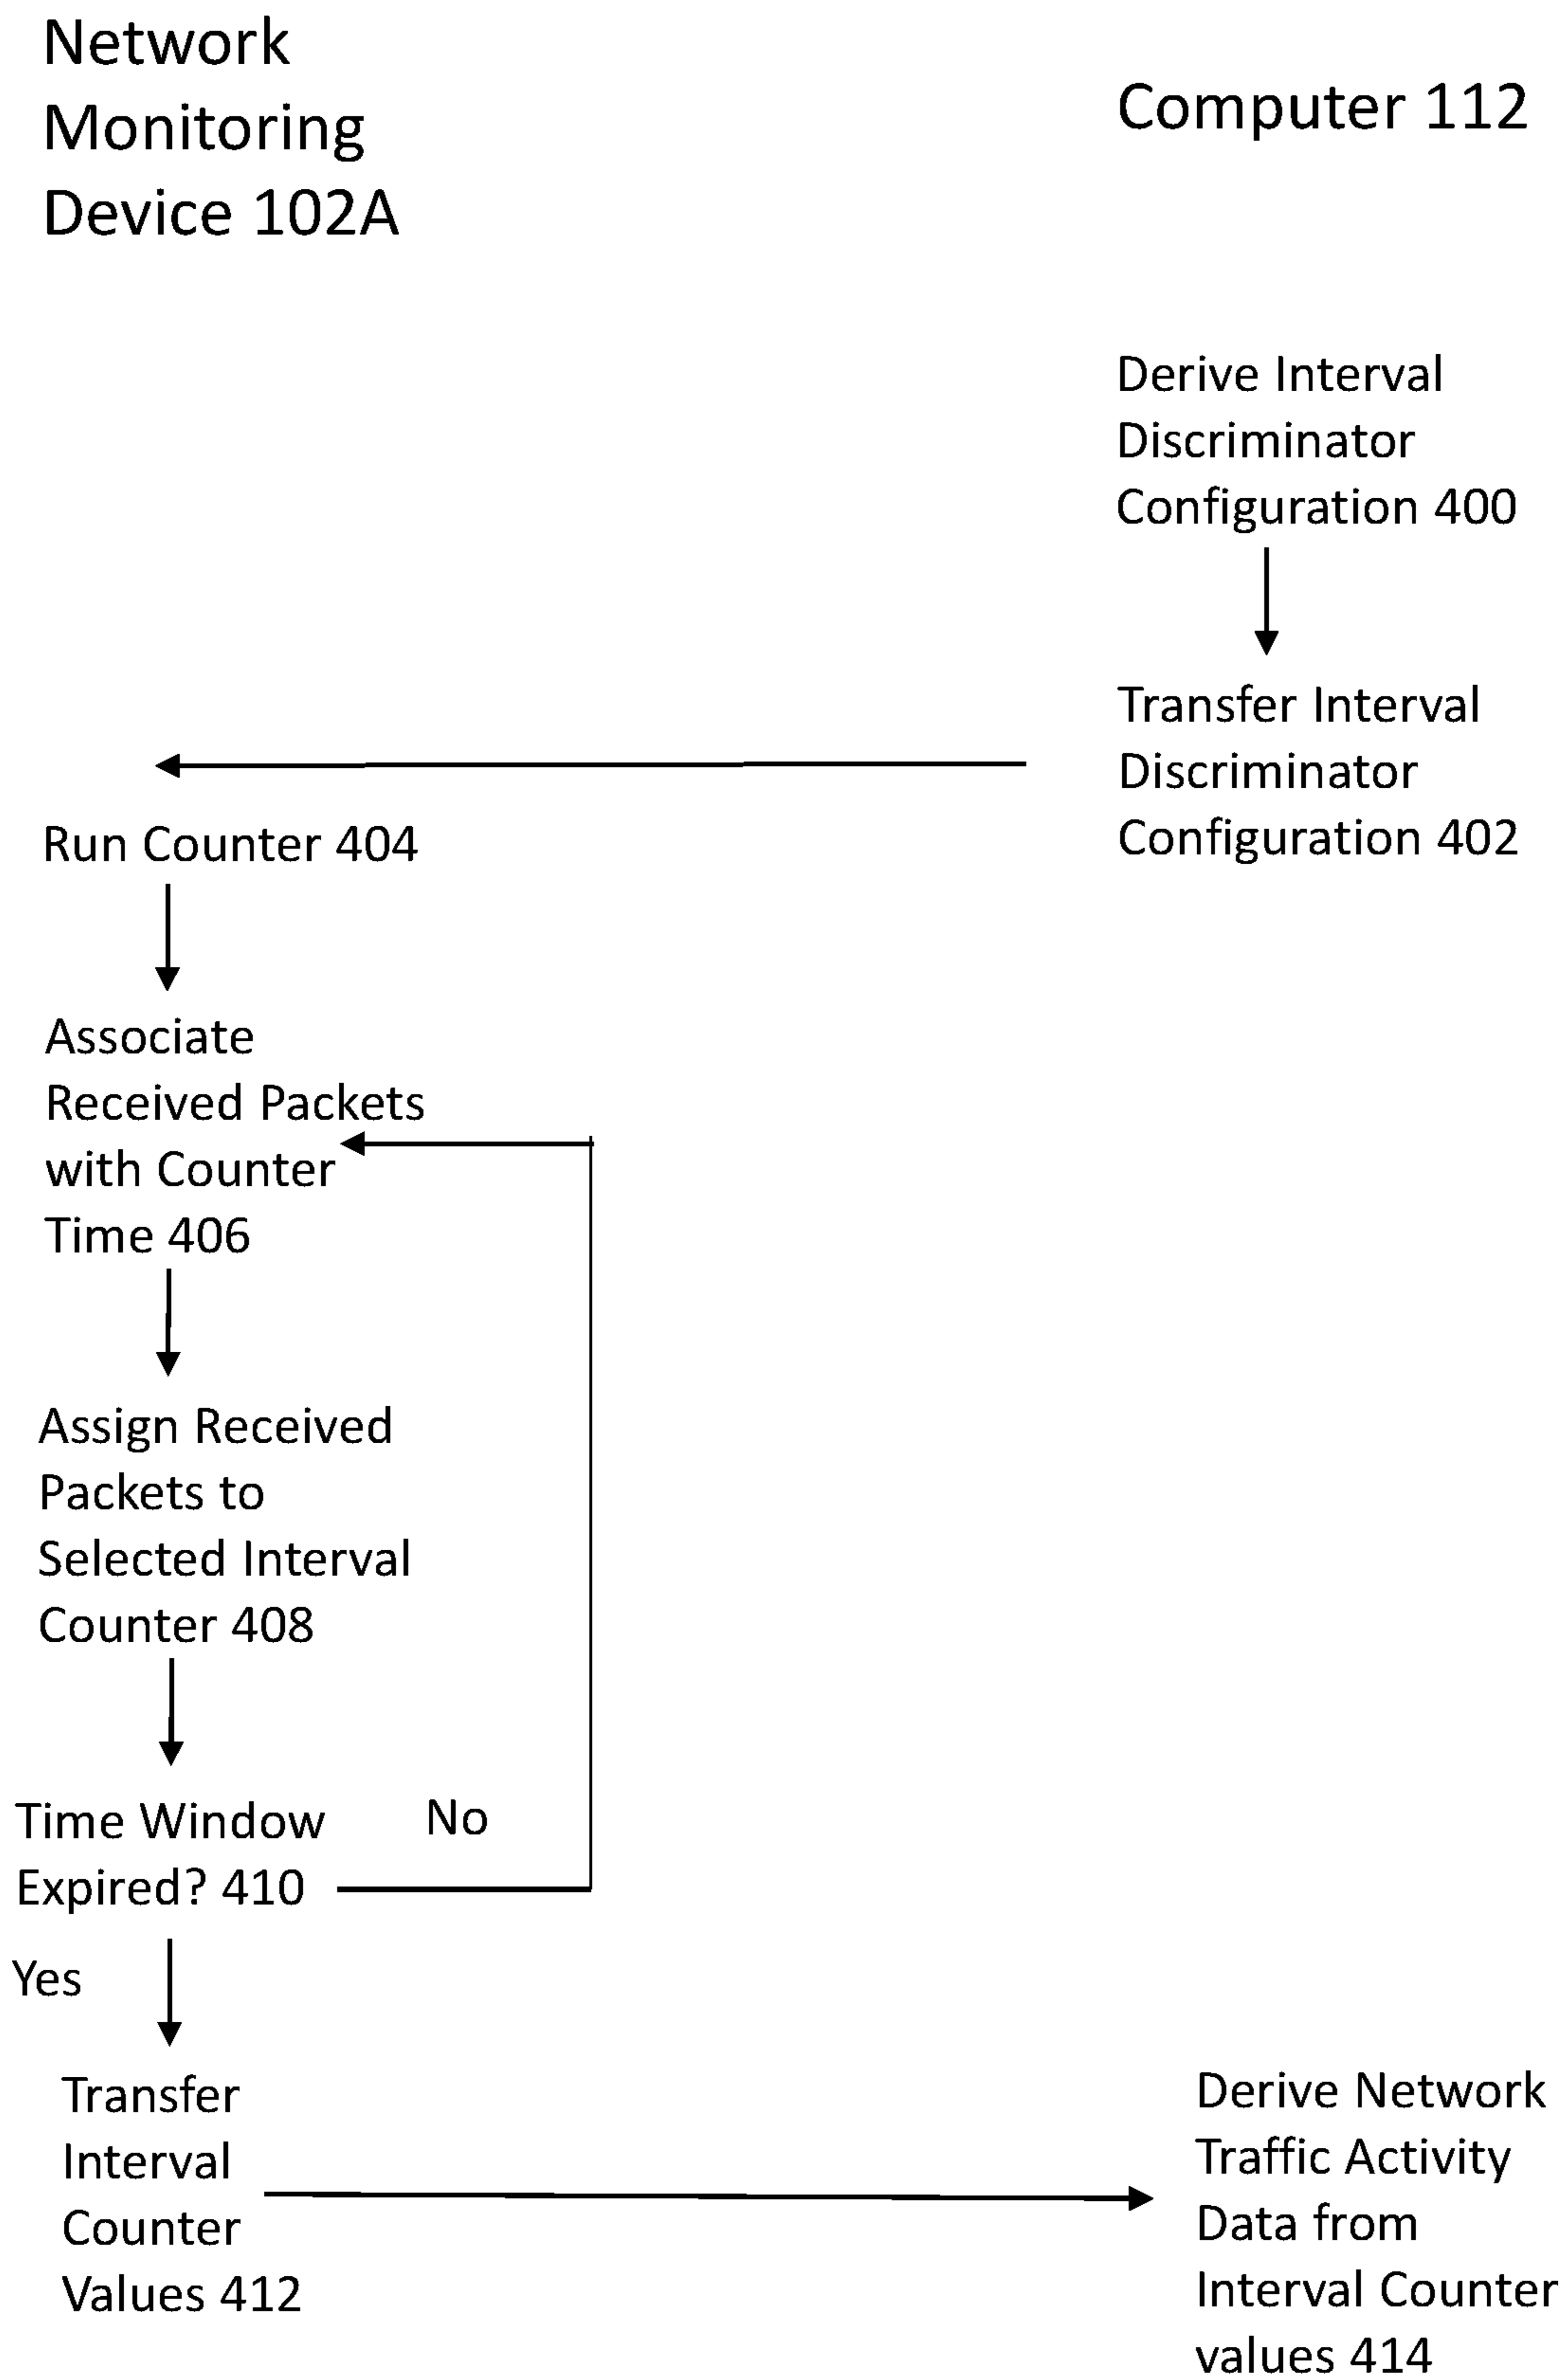 Network
Monitoring
Device 102A
Computer 112
Derive Interval
Discriminator
Configuration 400
Transfer Interval
Discriminator
Configuration 402
Run Counter 404
Associate
Received Packets
with Counter
Time 406
Assign Received
Packets to
Selected Interval
Counter 408
Time Window
Expired? 410
No
Yes
Transfer
Interval
Counter
Values 412
Derive Network
Traffic Activity
Data from
Interval Counter
values 414